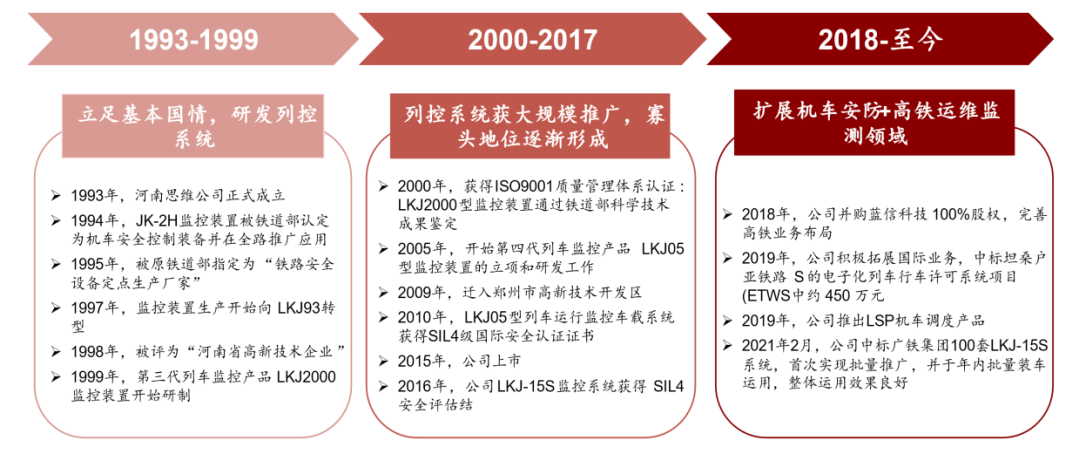 1993-1999
2000-2017
2018-至今
立足基本国情，研发列控
系统
➢ 1993年，河南思维公司正式成立
➢ 1994年，JK-2H监控装置被铁道部认定
为机车安全控制装备并在全路推广应用
➢ 1995年，被原铁道部指定为“铁路安全
设备定点生产厂家”
➢ 1997年，监控装置生产开始向 LKJ93转
型
➢ 1998年，被评为“河南省高新技术企业”
➢ 1999年，第三代列车监控产品 LKJ2000
监控装置开始研制
列控系统获大规模推广，寡
头地位逐渐形成
➢ 2000年，获得ISO9001质量管理体系认证：
LKJ2000型监控装置通过铁道部科学技术
成果鉴定
➢ 2005年，开始第四代列车监控产品 LKJ05
型监控装置的立项和研发工作
➢ 2009年，迁入郑州市高新技术开发区
➢ 2010年，LKJ05型列车运行监控车载系统
获得SIL4级国际安全认证证书
➢ 2015年，公司上市
➢ 2016年，公司LKJ-15S监控系统获得 SIL4
安全评估结
扩展机车安防+高铁运维监
测领域
➢ 2018年，公司并购蓝信科技 100%股权，完善
高铁业务布局
➢ 2019年，公司积极拓展国际业务，中标坦桑户
亚铁路 S的电子化列车行车许可系统项目
(ETWS中约 450 万元
➢ 2019年，公司推出LSP机车调度产品
➢ 2021年2月，公司中标广铁集团100套LKJ-15S
系统，首次实现批量推广，并于年内批量装车
运用，整体运用效果良好